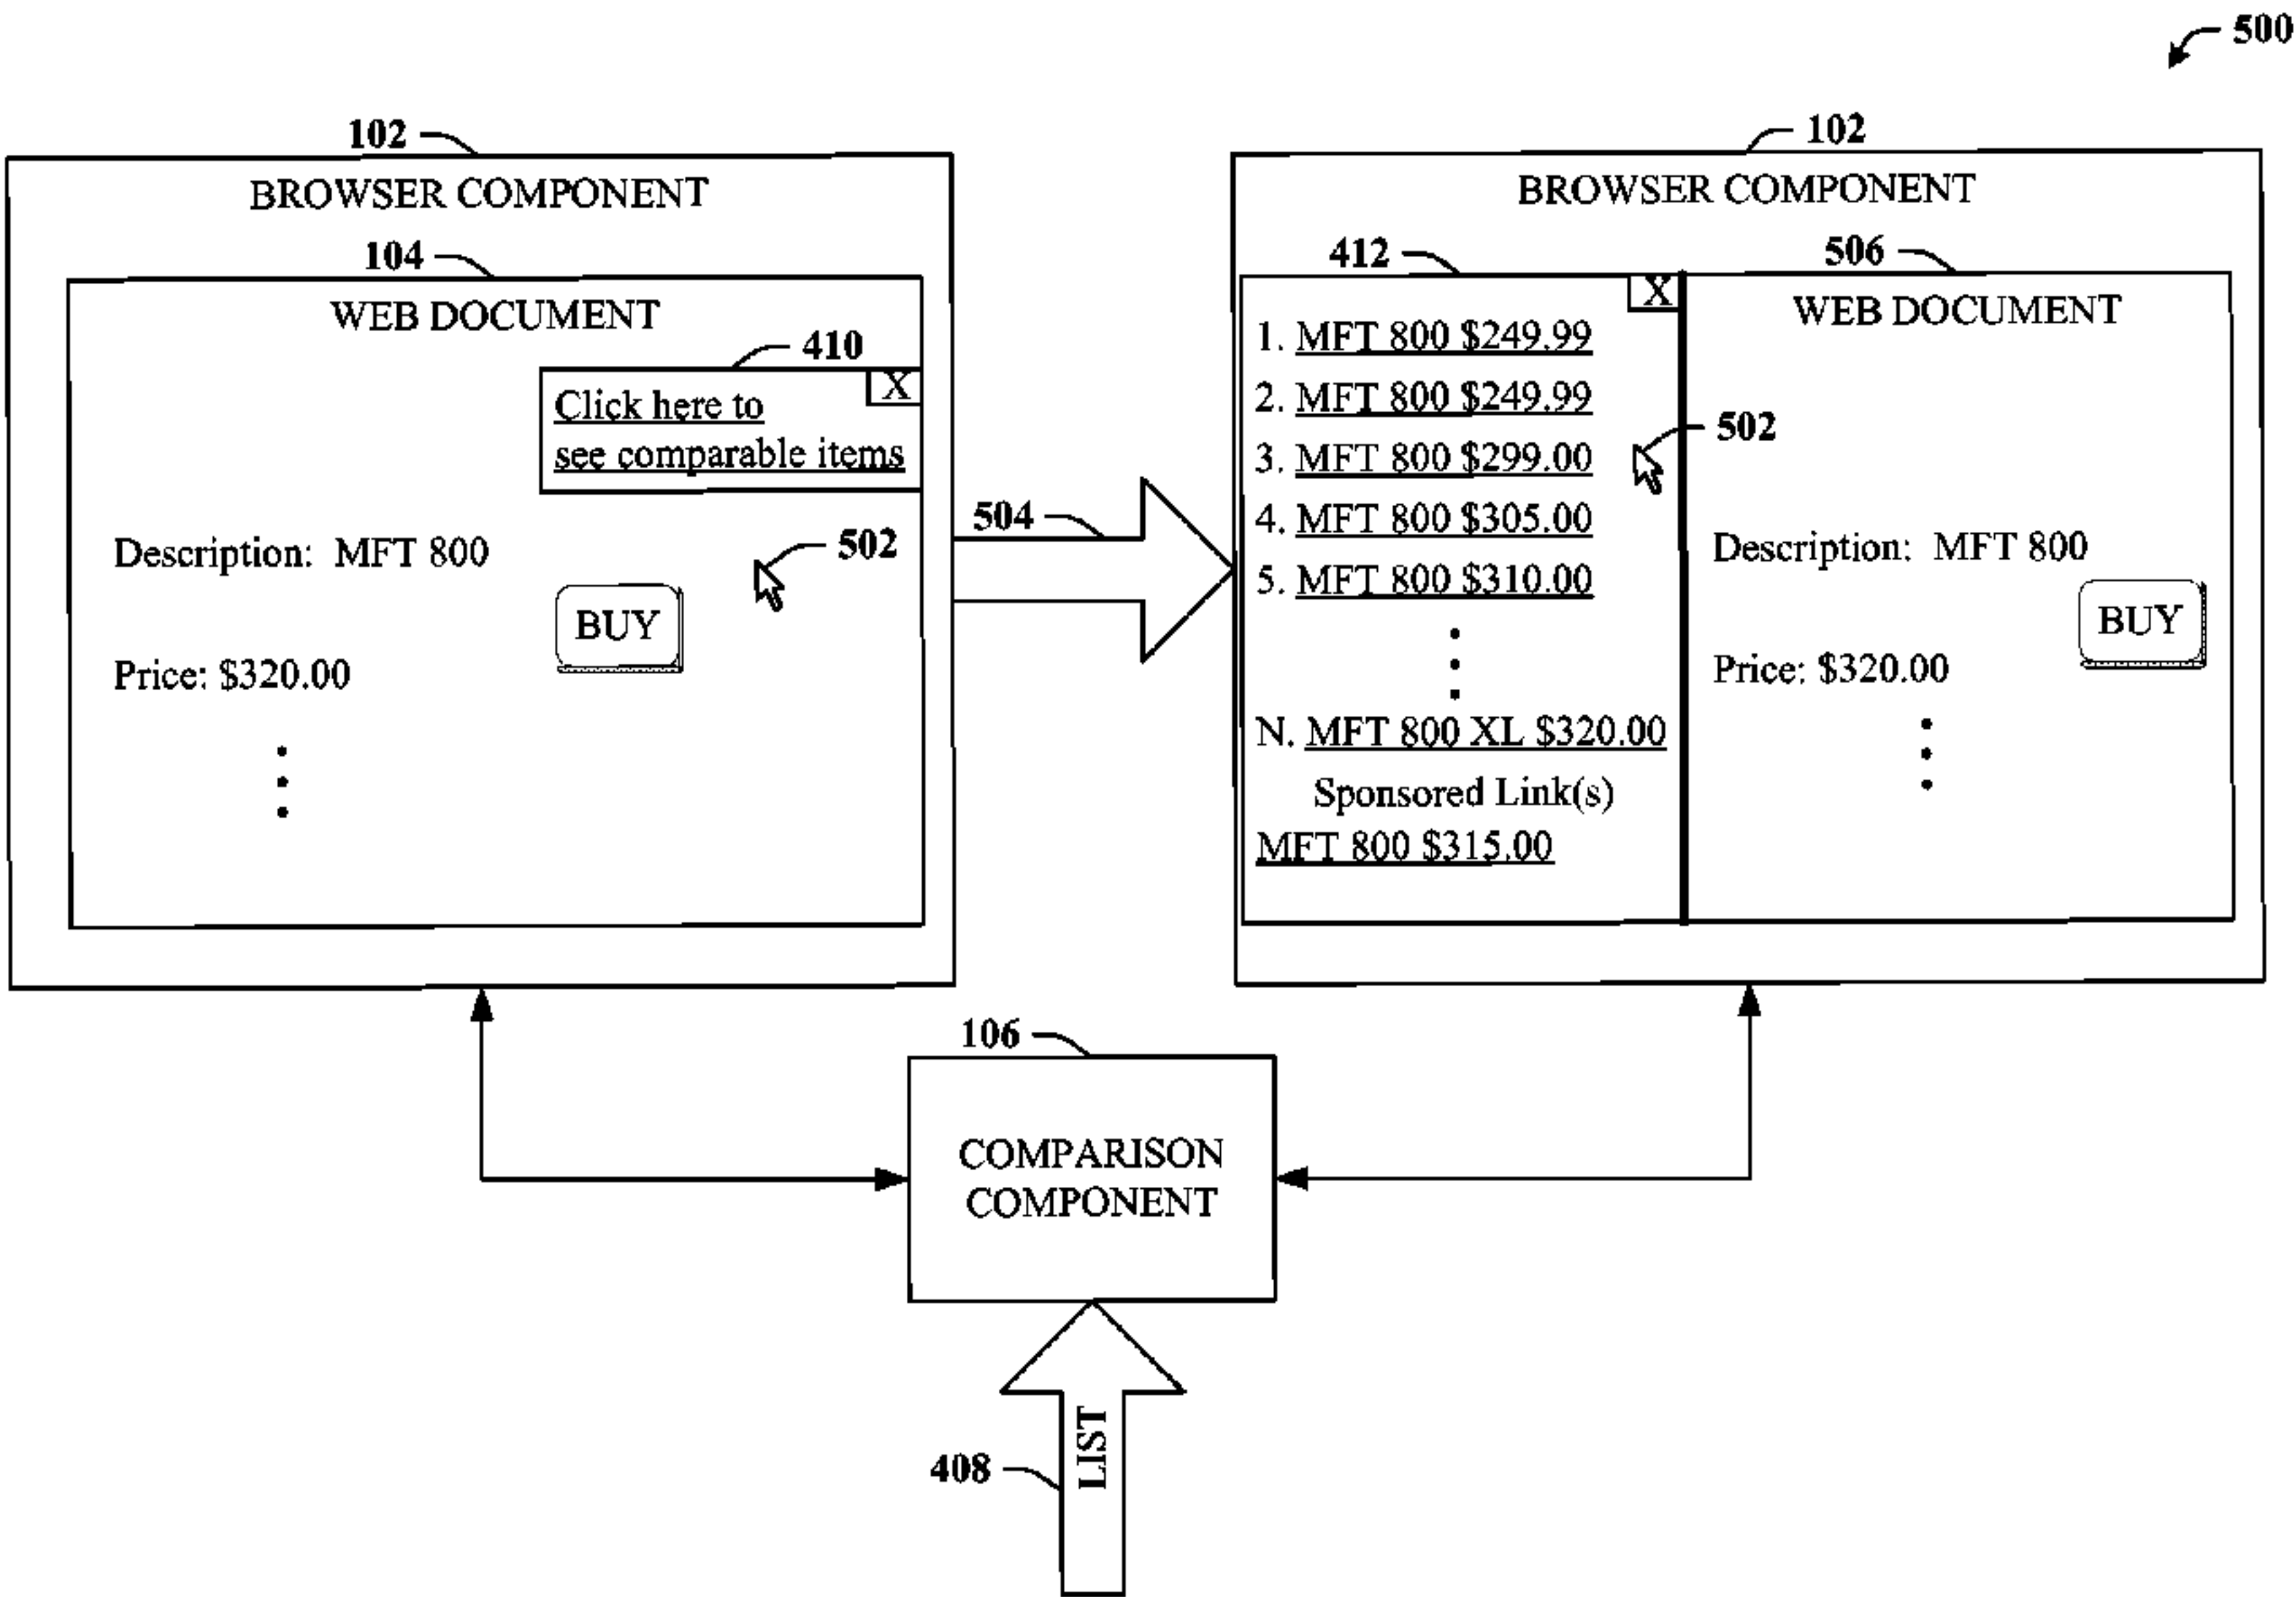 500
102
BROWSER COMPONENT
104
WEB DOCUMENT
410
X
Click here to
see comparable items
502
Description: MFT 800
BUY
Price: $320.00
504
102
BROWSER COMPONENT
412
X
1. MFT 800 $249.99
2. MFT 800 $249.99
3. MFT 800 $299.00
4. MFT 800 $305.00
5. MFT 800 $310.00
N. MFT 800 XL $320.00
Sponsored Link(s)
MFT 800 $315.00
502
506
WEB DOCUMENT
Description: MFT 800
BUY
Price: $320.00
106
COMPARISON
COMPONENT
408
LIST